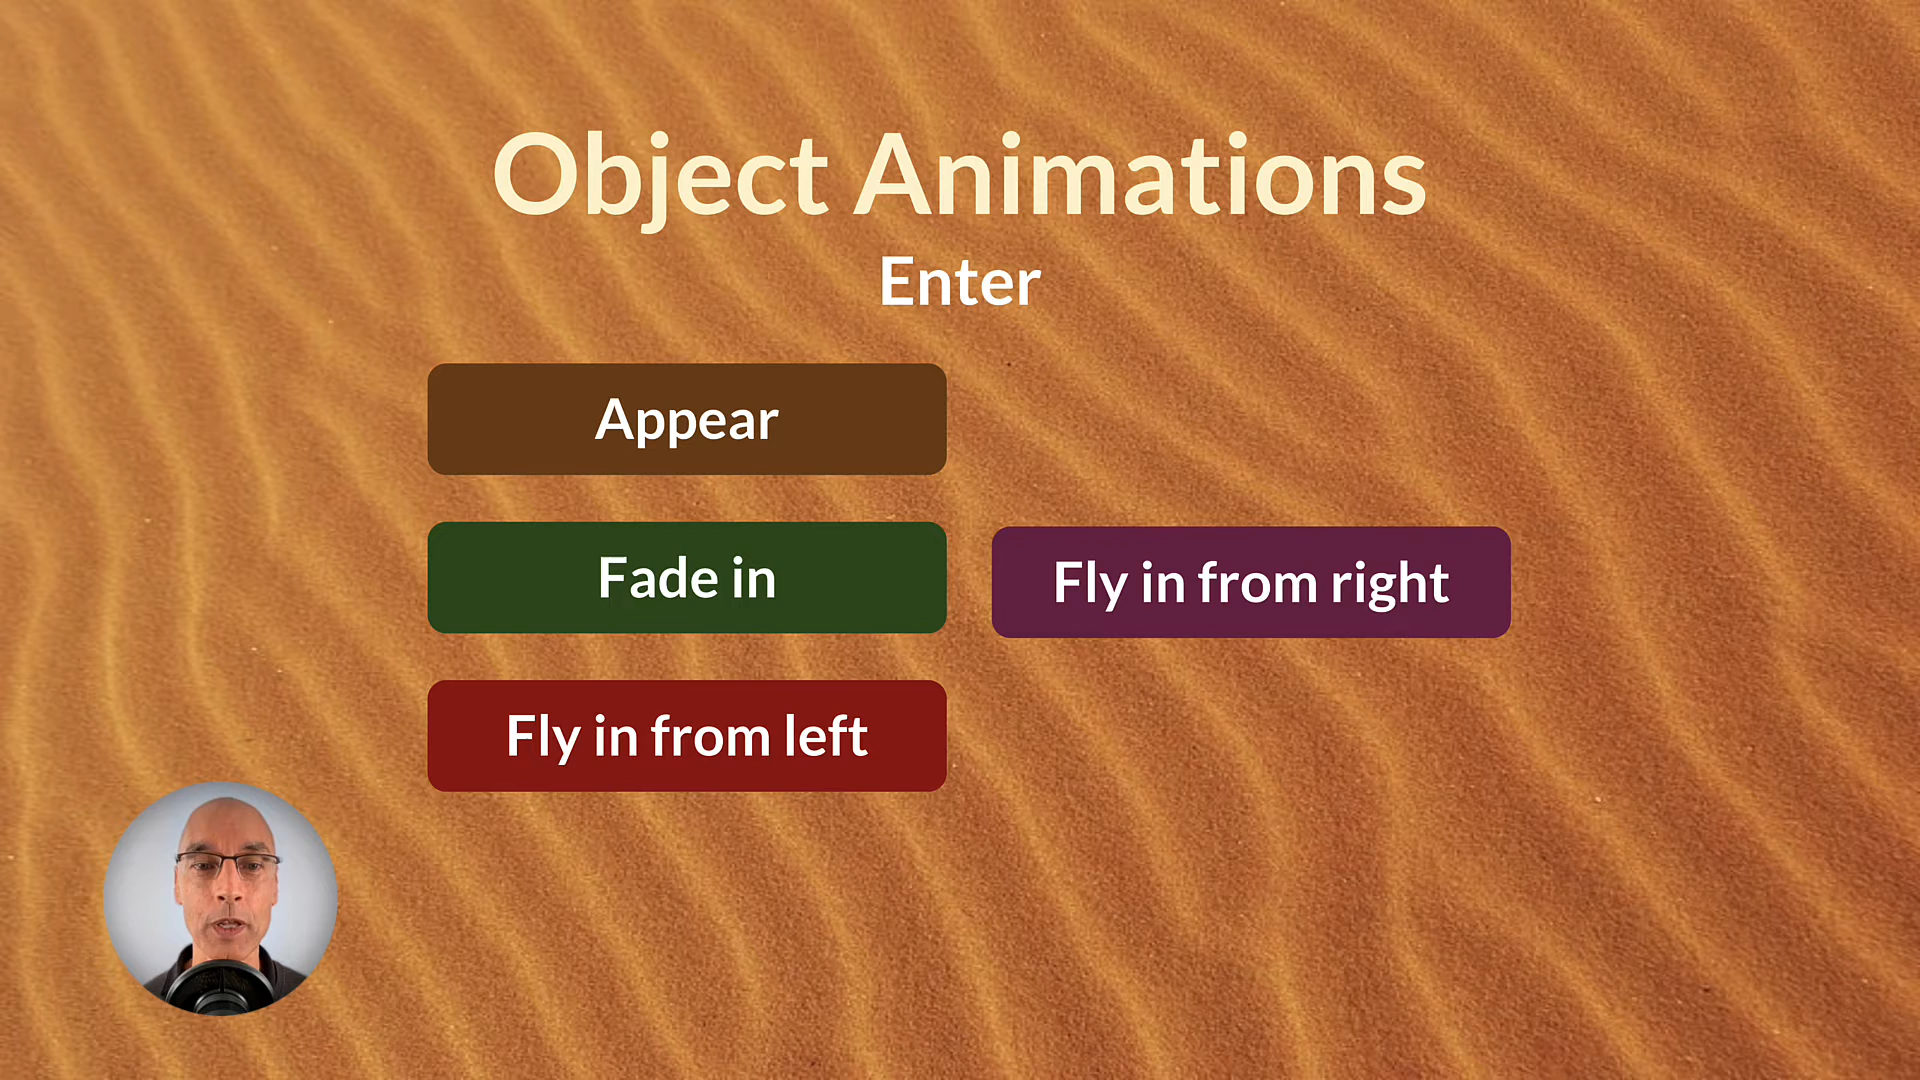 Object Animations
Enter
Appear
Fade in
Fly in from right
Fly in from left